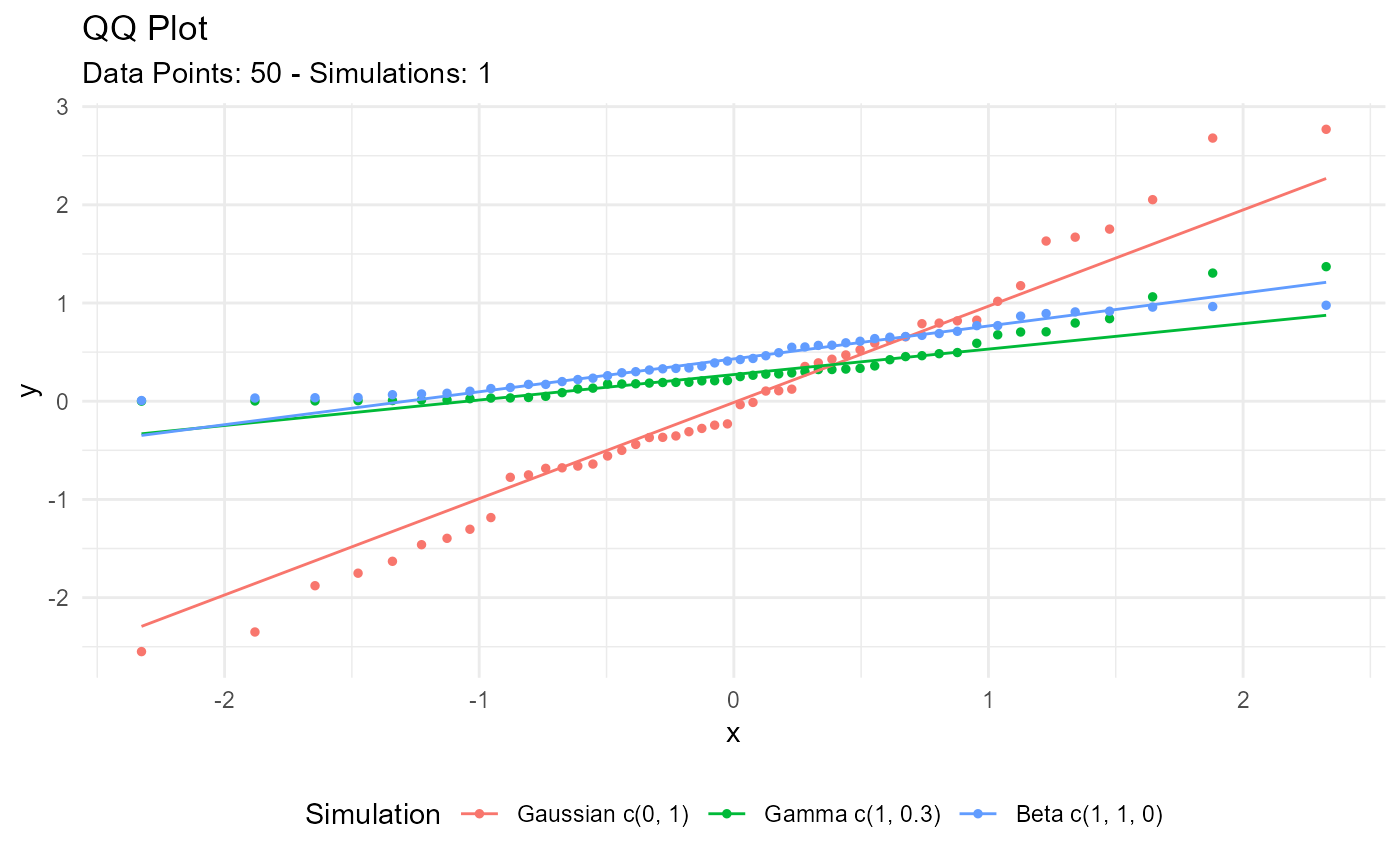 QQ Plot
Data Points: 50 - Simulations: 1
3
2
1
0
-1
-2
y
-2 -1 0 1 2
x
Simulation Gaussian c(0, 1) Gamma c(1, 0.3) Beta c(1, 1, 0)